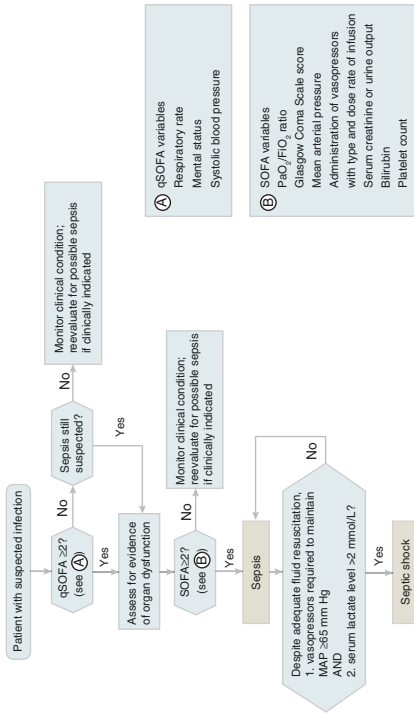 Patient with suspected infection
qSOFA ≥2?
(see Ⓐ)
No
Sepsis still
suspected?
No
Monitor clinical condition;
reevaluate for possible sepsis
if clinically indicated
Yes
Yes
Assess for evidence
of organ dysfunction
SOFA≥2?
(see Ⓑ)
No
Monitor clinical condition;
reevaluate for possible sepsis
if clinically indicated
Yes
Sepsis
Despite adequate fluid resuscitation,
1. vasopressors required to maintain
MAP ≥65 mm Hg
AND
2. serum lactate level >2 mmol/L?
No
Yes
Septic shock
Ⓐ qSOFA variables
Respiratory rate
Mental status
Systolic blood pressure
Ⓑ SOFA variables
PaO₂/FiO₂ ratio
Glasgow Coma Scale score
Mean arterial pressure
Administration of vasopressors
with type and dose rate of infusion
Serum creatinine or urine output
Bilirubin
Platelet count